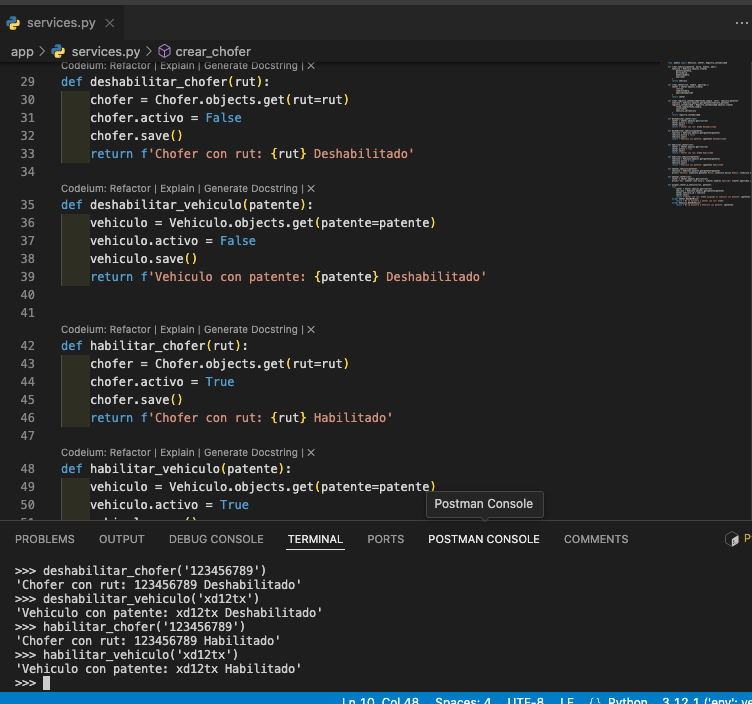 services.py
app > services.py > crear_chofer
Codeium: Refactor | Explain | Generate Docstring | X
29 def deshabilitar_chofer(rut):
30 chofer = Chofer.objects.get(rut=rut)
31 chofer.activo = False
32 chofer.save()
33 return f'Chofer con rut: {rut} Deshabilitado'
34
Codeium: Refactor | Explain | Generate Docstring | X
35 def deshabilitar_vehiculo(patente):
36 vehiculo = Vehiculo.objects.get(patente=patente)
37 vehiculo.activo = False
38 vehiculo.save()
39 return f'Vehiculo con patente: {patente} Deshabilitado'
40
41
Codeium: Refactor | Explain | Generate Docstring | X
42 def habilitar_chofer(rut):
43 chofer = Chofer.objects.get(rut=rut)
44 chofer.activo = True
45 chofer.save()
46 return f'Chofer con rut: {rut} Habilitado'
47
Codeium: Refactor | Explain | Generate Docstring | X
48 def habilitar_vehiculo(patente):
49 vehiculo = Vehiculo.objects.get(patente=patente)
50 vehiculo.activo = True
Postman Console
PROBLEMS OUTPUT DEBUG CONSOLE TERMINAL PORTS POSTMAN CONSOLE COMMENTS
>>> deshabilitar_chofer('123456789')
'Chofer con rut: 123456789 Deshabilitado'
>>> deshabilitar_vehiculo('xd12tx')
'Vehiculo con patente: xd12tx Deshabilitado'
>>> habilitar_chofer('123456789')
'Chofer con rut: 123456789 Habilitado'
>>> habilitar_vehiculo('xd12tx')
'Vehiculo con patente: xd12tx Habilitado'
>>>
Ln 10, Col 48 Spaces: 4 UTF-8 LF {} Python 3.12.1 ('env': ve